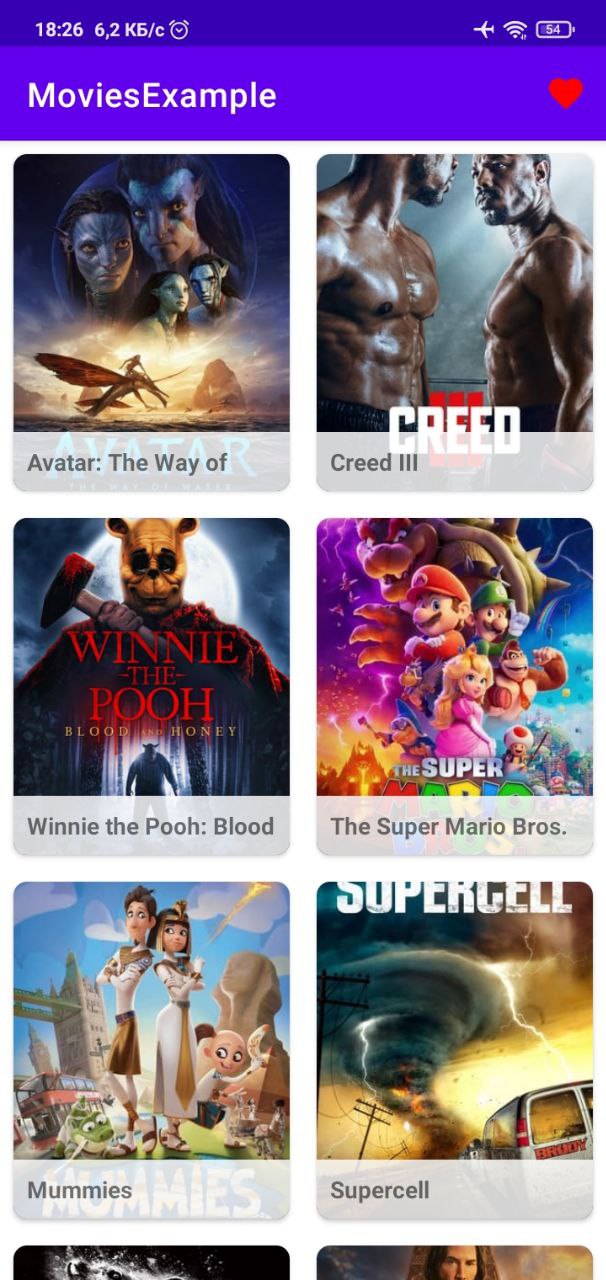 18:26 6,2 КБ/с
54
MoviesExample
AVATAR
THE WAY OF WATER
Avatar: The Way of
CREED
III
Creed III
WINNIE
-THE-
POOH
BLOOD AND HONEY
Winnie the Pooh: Blood
THE SUPER
MARIO
BROS.
The Super Mario Bros.
MUMMIES
Mummies
SUPERCELL
BRODY
Supercell